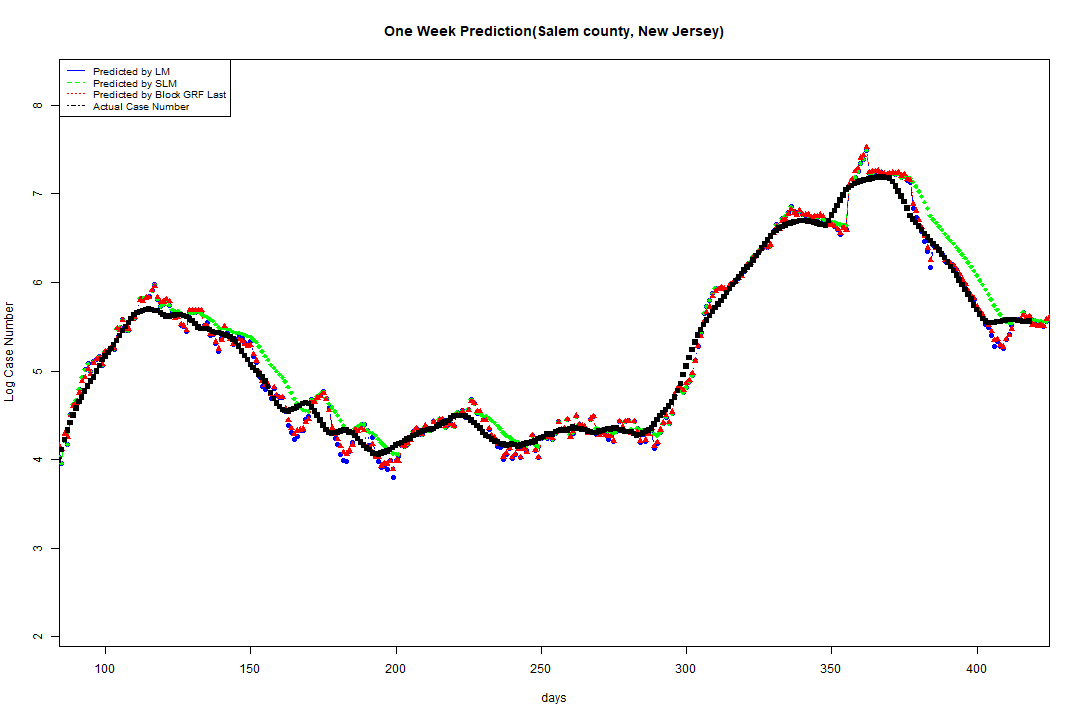 One Week Prediction(Salem county, New Jersey)
Predicted by LM
Predicted by SLM
Predicted by Block GRF Last
Actual Case Number
8
7
6
5
4
3
2
Log Case Number
100 150 200 250 300 350 400
days